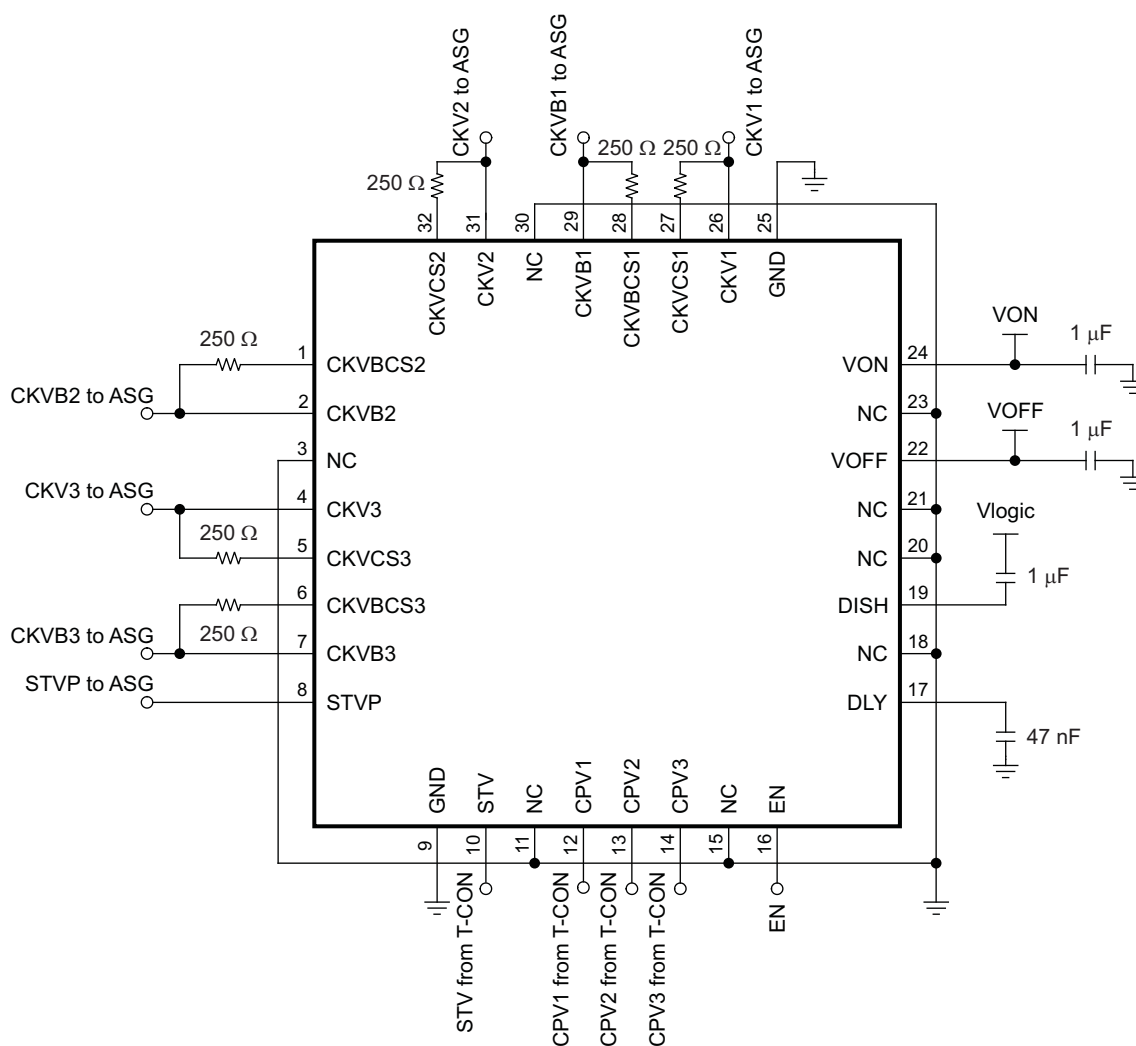 CKV2 to ASG
CKVB1 to ASG
CKV1 to ASG
250 Ω
250 Ω
250 Ω
32
31
30
29
28
27
26
25
CKVCS2
CKV2
NC
CKVB1
CKVBCS1
CKVCS1
CKV1
GND
250 Ω
1
CKVBCS2
CKVB2 to ASG
2
CKVB2
3
NC
CKV3 to ASG
4
CKV3
250 Ω
5
CKVCS3
6
CKVBCS3
250 Ω
CKVB3 to ASG
7
CKVB3
STVP to ASG
8
STVP
VON
1 μF
VON
24
NC
23
VOFF
1 μF
VOFF
22
NC
21
Vlogic
NC
20
1 μF
DISH
19
NC
18
DLY
17
47 nF
GND
STV
NC
CPV1
CPV2
CPV3
NC
EN
9
10
11
12
13
14
15
16
STV from T-CON
CPV1 from T-CON
CPV2 from T-CON
CPV3 from T-CON
EN